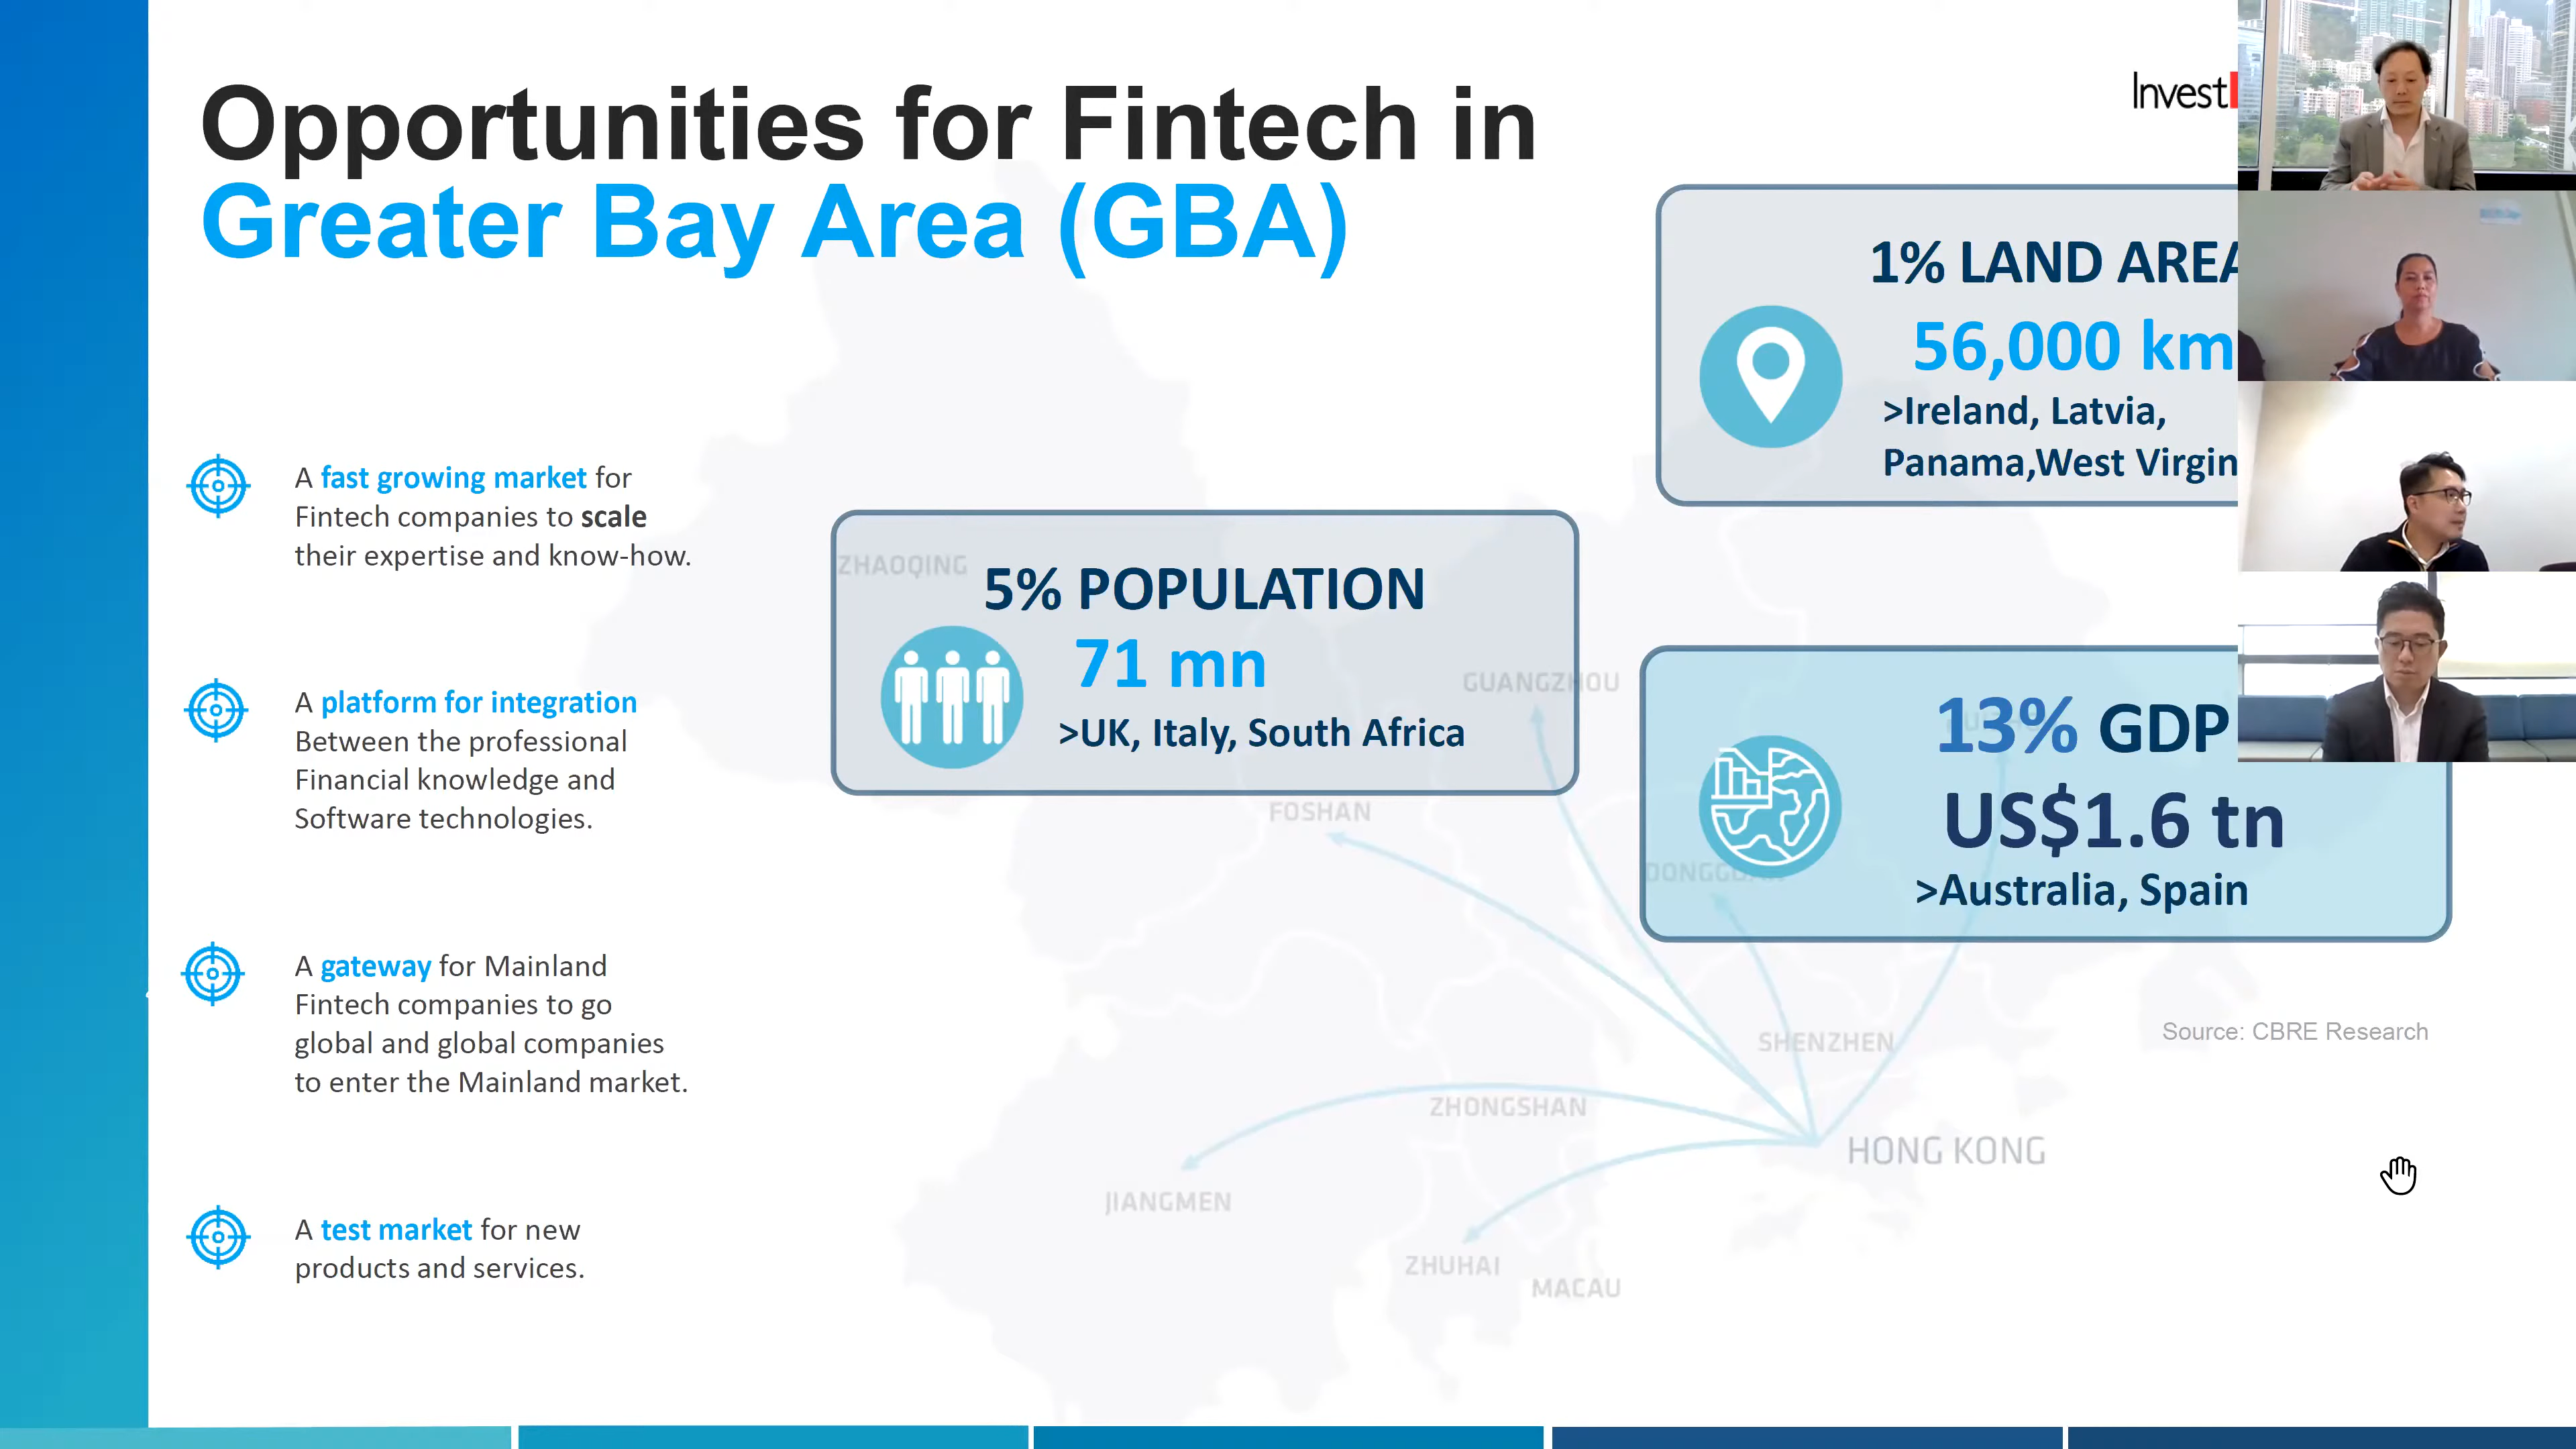 Opportunities for Fintech in
Greater Bay Area (GBA)
Invest
A fast growing market for
Fintech companies to scale
their expertise and know-how.
A platform for integration
Between the professional
Financial knowledge and
Software technologies.
A gateway for Mainland
Fintech companies to go
global and global companies
to enter the Mainland market.
A test market for new
products and services.
1% LAND AREA
56,000 km
>Ireland, Latvia,
Panama,West Virgin
ZHAOQING
5% POPULATION
71 mn
>UK, Italy, South Africa
GUANGZHOU
13% GDP
US$1.6 tn
>Australia, Spain
FOSHAN
DONGGUAN
Source: CBRE Research
SHENZHEN
ZHONGSHAN
HONG KONG
JIANGMEN
ZHUHAI
MACAU